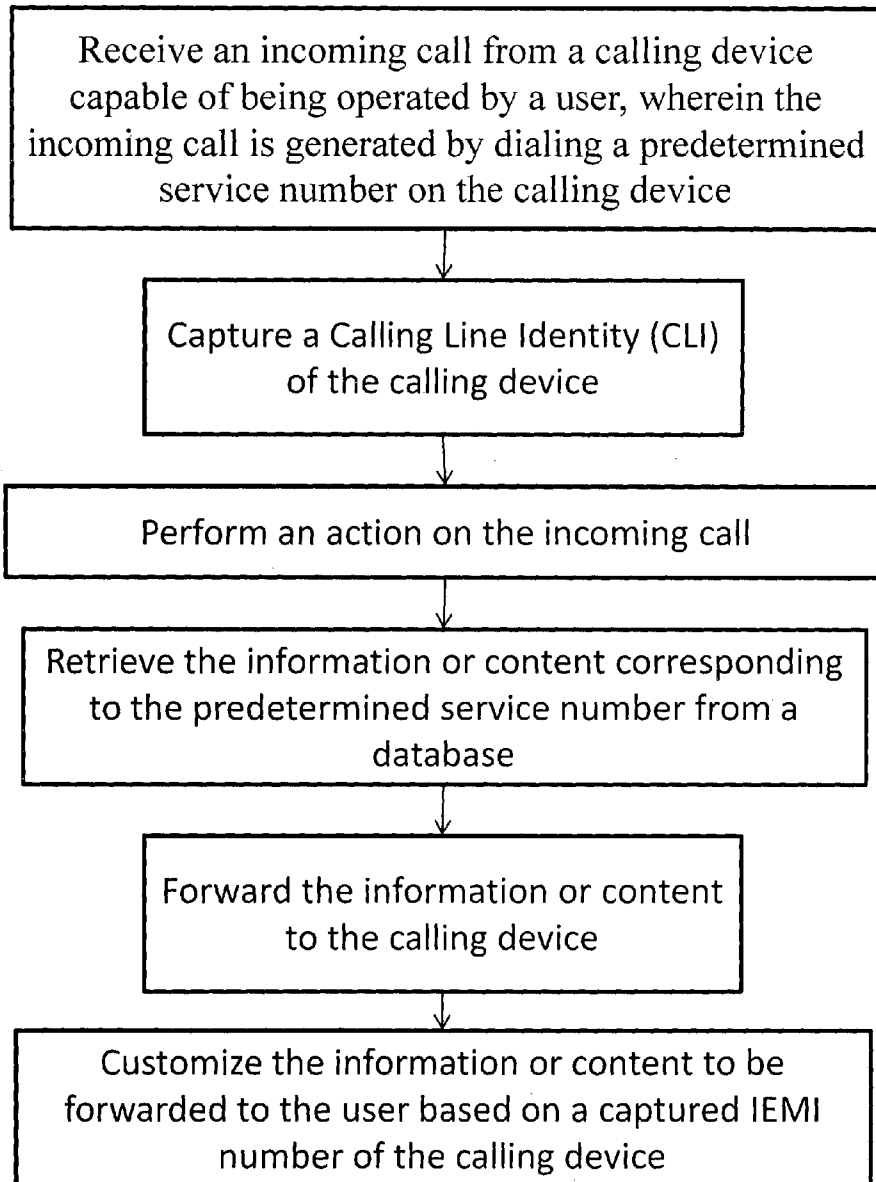 Receive an incoming call from a calling device
capable of being operated by a user, wherein the
incoming call is generated by dialing a predetermined
service number on the calling device
Capture a Calling Line Identity (CLI)
of the calling device
Perform an action on the incoming call
Retrieve the information or content corresponding
to the predetermined service number from a
database
Forward the information or content
to the calling device
Customize the information or content to be
forwarded to the user based on a captured IEMI
number of the calling device